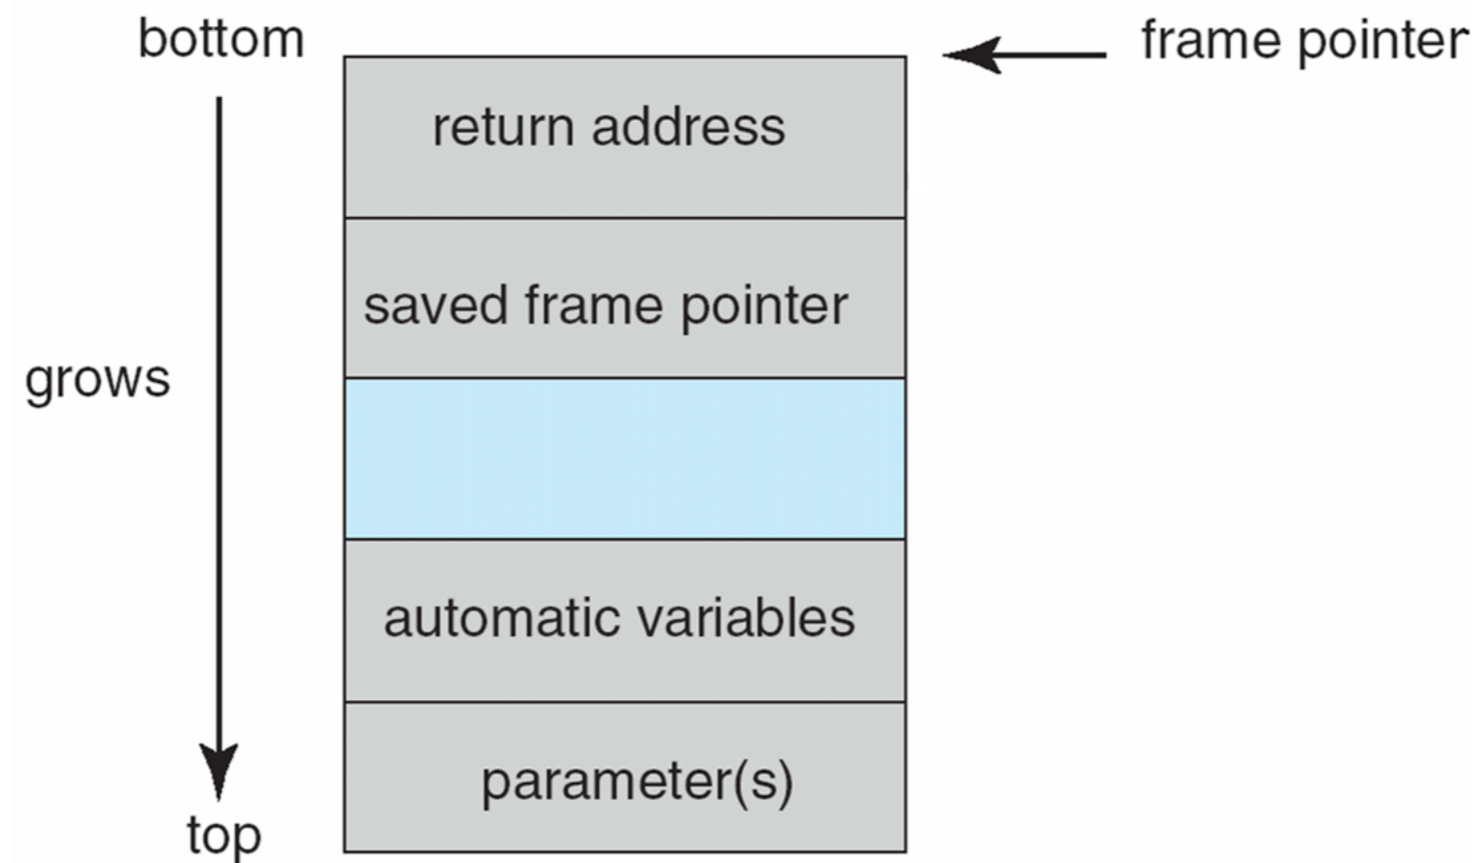 bottom
frame pointer
return address
saved frame pointer
grows
automatic variables
parameter(s)
top